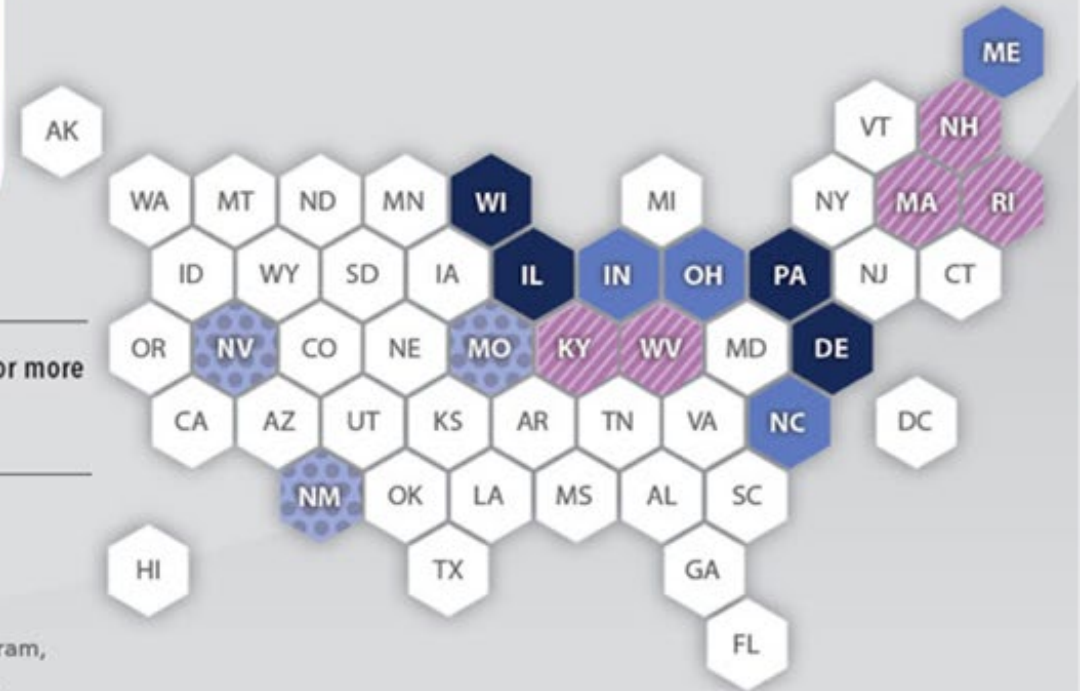 ME
AK VT NH
WA MT ND MN WI MI NY MA RI
ID WY SD IA IL IN OH PA NJ CT
OR NV CO NE MO KY WV MD DE
or more
CA AZ UT KS AR TN VA NC DC
NM OK LA MS AL SC
HI TX GA
FL
ram,